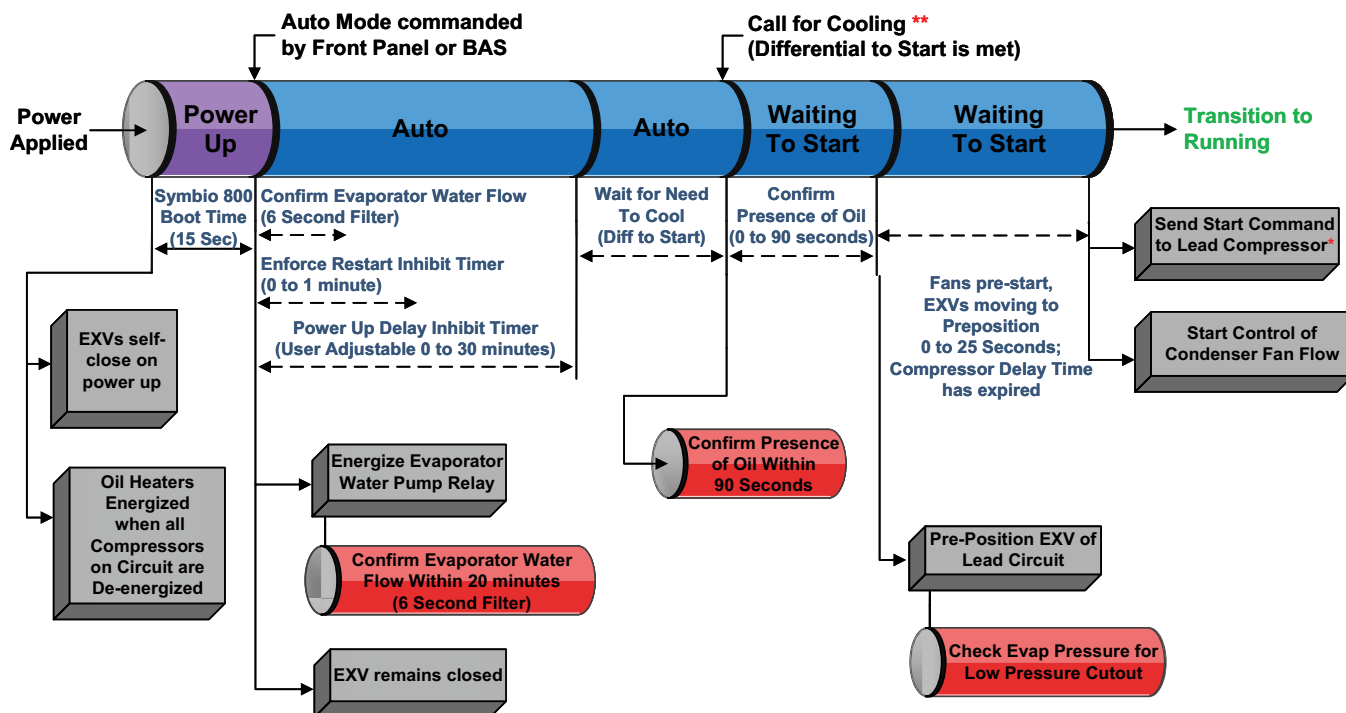 Auto Mode commanded
by Front Panel or BAS
Call for Cooling **
(Differential to Start is met)
Power
Applied
Power
Up
Auto
Auto
Waiting
To Start
Waiting
To Start
Transition to
Running
Symbio 800
Boot Time
(15 Sec)
Confirm Evaporator Water Flow
(6 Second Filter)
Enforce Restart Inhibit Timer
(0 to 1 minute)
Power Up Delay Inhibit Timer
(User Adjustable 0 to 30 minutes)
Wait for Need
To Cool
(Diff to Start)
Confirm
Presence of Oil
(0 to 90 seconds)
Fans pre-start,
EXVs moving to
Preposition
0 to 25 Seconds;
Compressor Delay Time
has expired
Send Start Command
to Lead Compressor*
Start Control of
Condenser Fan Flow
EXVs self-
close on
power up
Oil Heaters
Energized
when all
Compressors
on Circuit are
De-energized
Energize Evaporator
Water Pump Relay
Confirm Evaporator Water
Flow Within 20 minutes
(6 Second Filter)
EXV remains closed
Confirm Presence
of Oil Within
90 Seconds
Pre-Position EXV of
Lead Circuit
Check Evap Pressure for
Low Pressure Cutout